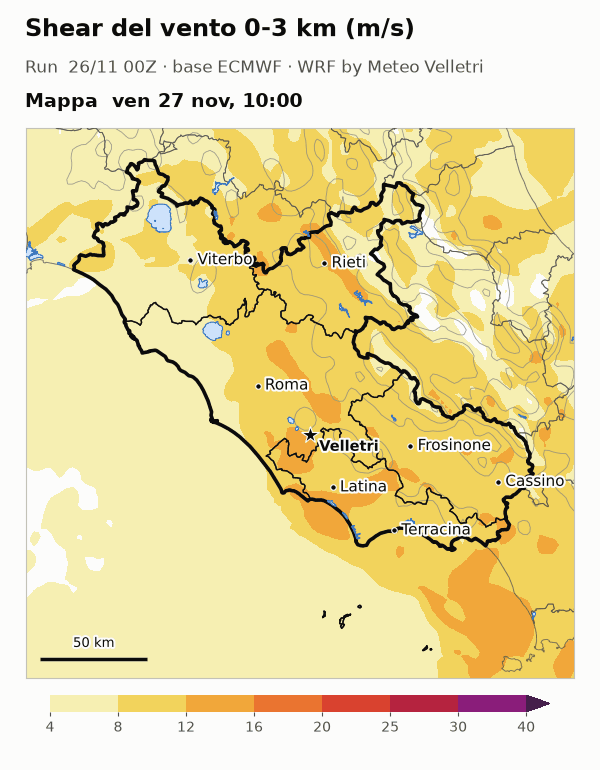 Shear del vento 0-3 km (m/s)
Run  26/11 00Z · base ECMWF · WRF by Meteo Velletri
Mappa  ven 27 nov, 10:00
Viterbo
Rieti
Roma
Velletri
Frosinone
Cassino
Latina
Terracina
50 km
4 8 12 16 20 25 30 40